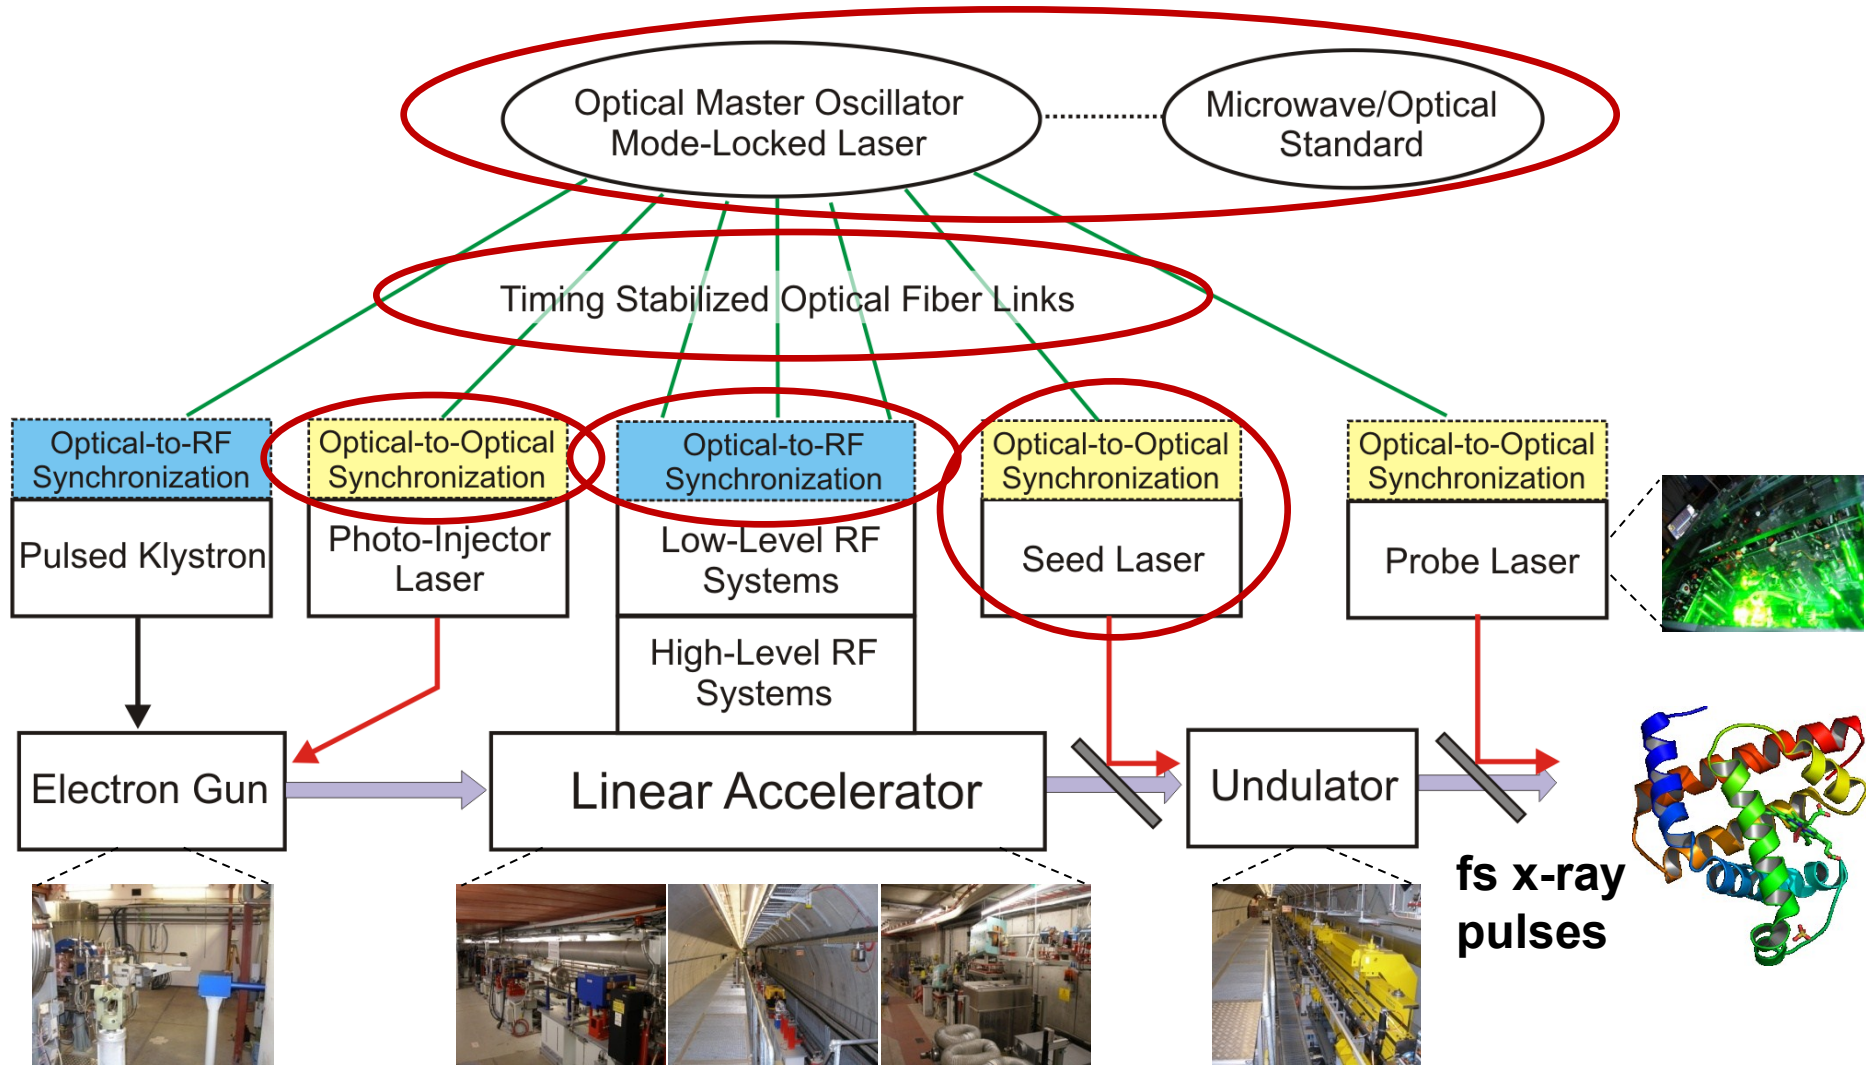 Optical Master Oscillator
Mode-Locked Laser
Microwave/Optical
Standard
Timing Stabilized Optical Fiber Links
Optical-to-RF
Synchronization
Optical-to-Optical
Synchronization
Optical-to-RF
Synchronization
Optical-to-Optical
Synchronization
Optical-to-Optical
Synchronization
Pulsed Klystron
Photo-Injector
Laser
Low-Level RF
Systems
Seed Laser
Probe Laser
High-Level RF
Systems
Electron Gun
Linear Accelerator
Undulator
fs x-ray
pulses